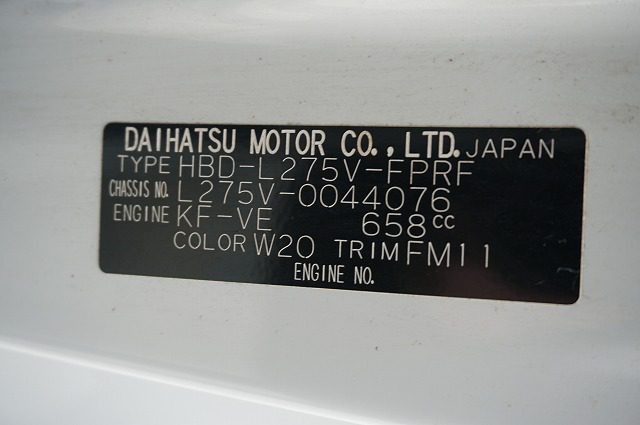 DAIHATSU MOTOR CO., LTD. JAPAN
TYPE HBD-L275V-FPRF
CHASSIS NO. L275V-0044076
ENGINE KF-VE 658cc
COLOR W20 TRIM FM11
ENGINE NO.